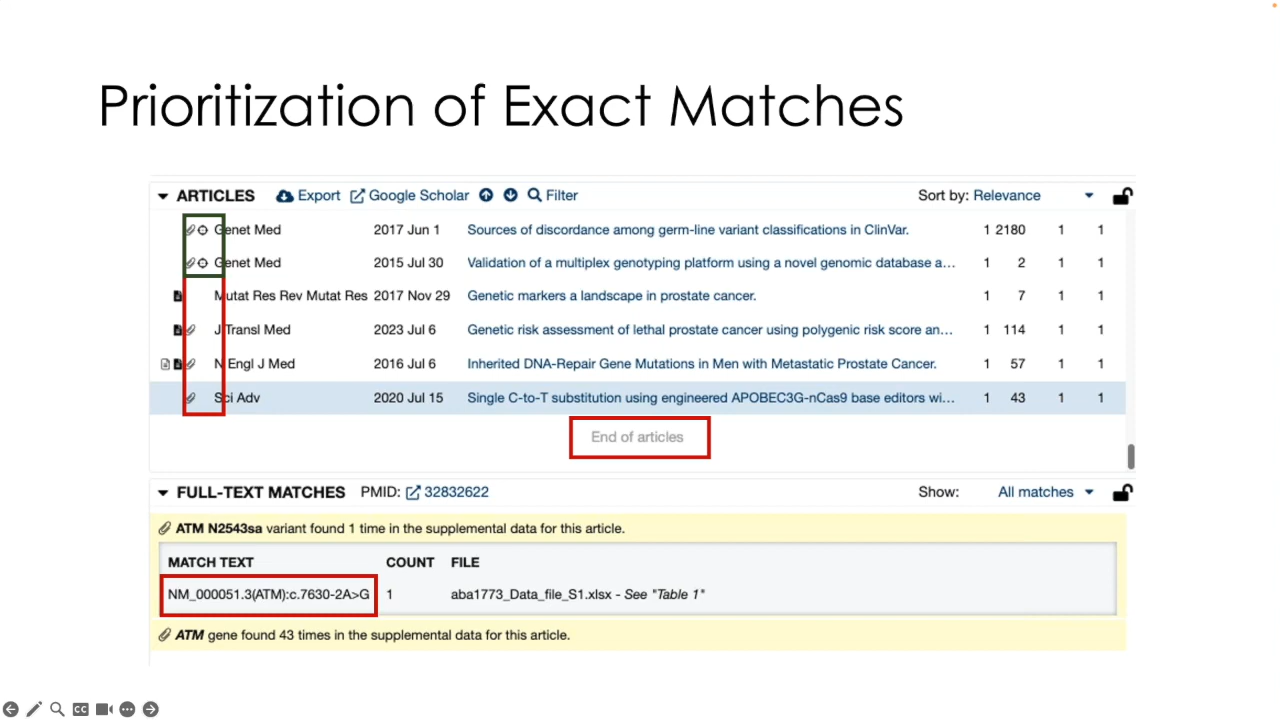 Prioritization of Exact Matches
ARTICLES Export Google Scholar Filter Sort by: Relevance
Genet Med 2017 Jun 1 Sources of discordance among germ-line variant classifications in ClinVar. 1 2180 1 1
Genet Med 2015 Jul 30 Validation of a multiplex genotyping platform using a novel genomic database a... 1 2 1 1
Mutat Res Rev Mutat Res 2017 Nov 29 Genetic markers a landscape in prostate cancer. 1 7 1 1
J Transl Med 2023 Jul 6 Genetic risk assessment of lethal prostate cancer using polygenic risk score an... 1 114 1 1
N Engl J Med 2016 Jul 6 Inherited DNA-Repair Gene Mutations in Men with Metastatic Prostate Cancer. 1 57 1 1
Sci Adv 2020 Jul 15 Single C-to-T substitution using engineered APOBEC3G-nCas9 base editors wi... 1 43 1 1
End of articles
FULL-TEXT MATCHES PMID: 32832622 Show: All matches
ATM N2543sa variant found 1 time in the supplemental data for this article.
MATCH TEXT COUNT FILE
NM_000051.3(ATM):c.7630-2A>G 1 aba1773_Data_file_S1.xlsx - See "Table 1"
ATM gene found 43 times in the supplemental data for this article.
CC